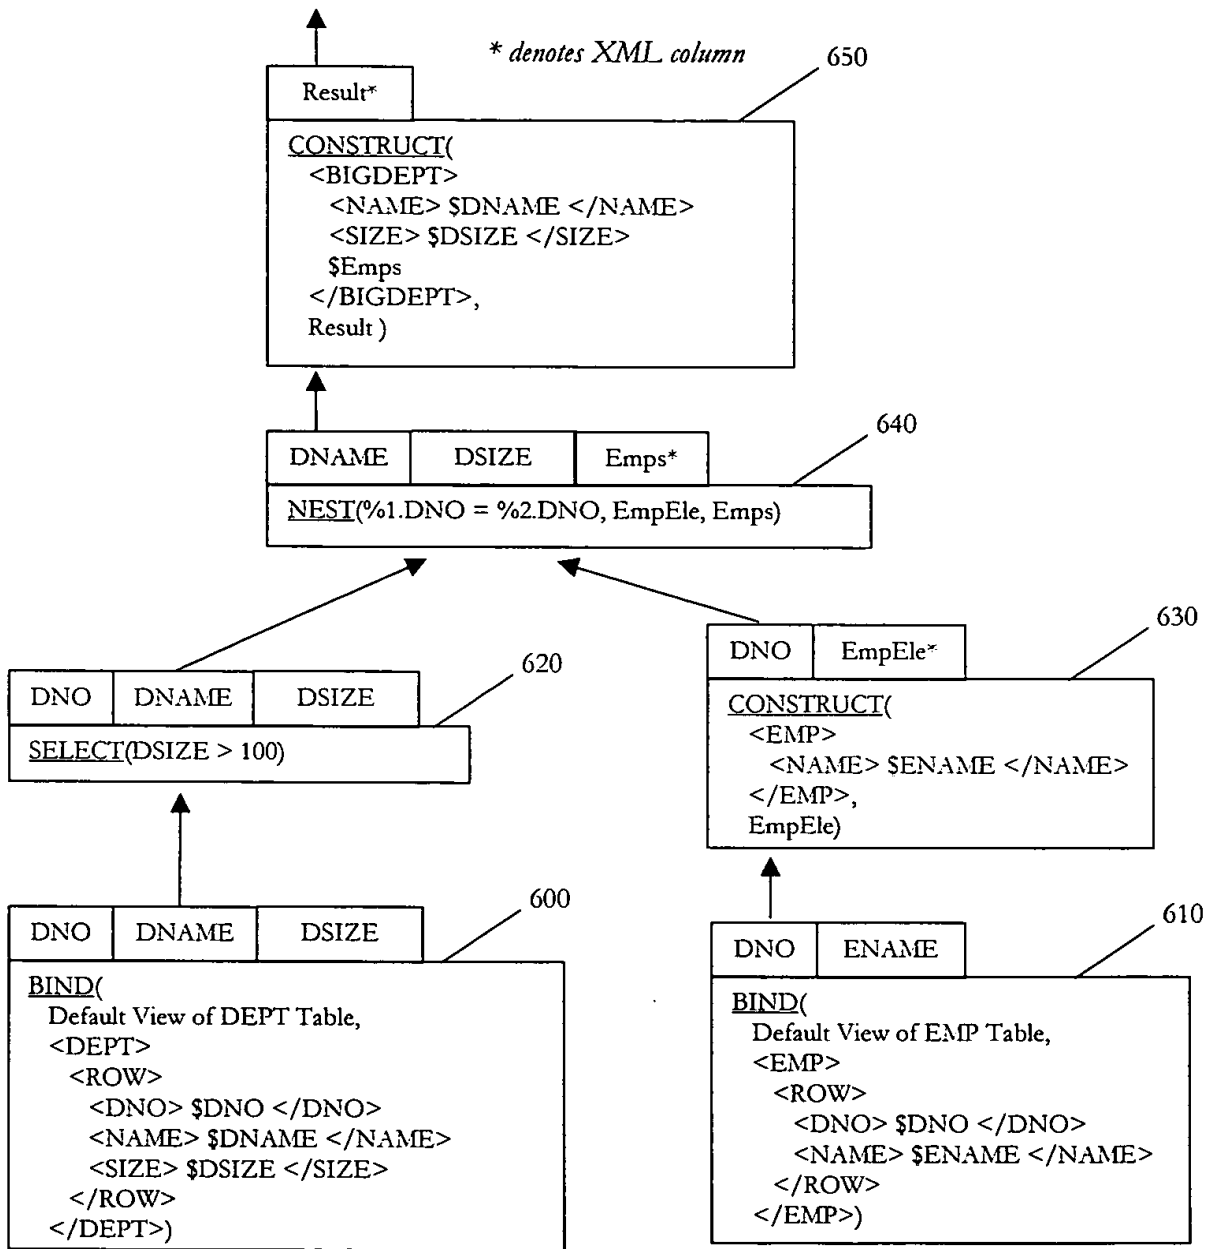 * denotes XML column
650
Result*
CONSTRUCT(
<BIGDEPT>
<NAME> $DNAME </NAME>
<SIZE> $DSIZE </SIZE>
$Emps
</BIGDEPT>,
Result )
640
DNAME DSIZE Emps*
NEST(%1.DNO = %2.DNO, EmpEle, Emps)
620
DNO DNAME DSIZE
SELECT(DSIZE > 100)
630
DNO EmpEle*
CONSTRUCT(
<EMP>
<NAME> $ENAME </NAME>
</EMP>,
EmpEle)
600
DNO DNAME DSIZE
BIND(
Default View of DEPT Table,
<DEPT>
<ROW>
<DNO> $DNO </DNO>
<NAME> $DNAME </NAME>
<SIZE> $DSIZE </SIZE>
</ROW>
</DEPT>)
610
DNO ENAME
BIND(
Default View of EMP Table,
<EMP>
<ROW>
<DNO> $DNO </DNO>
<NAME> $ENAME </NAME>
</ROW>
</EMP>)